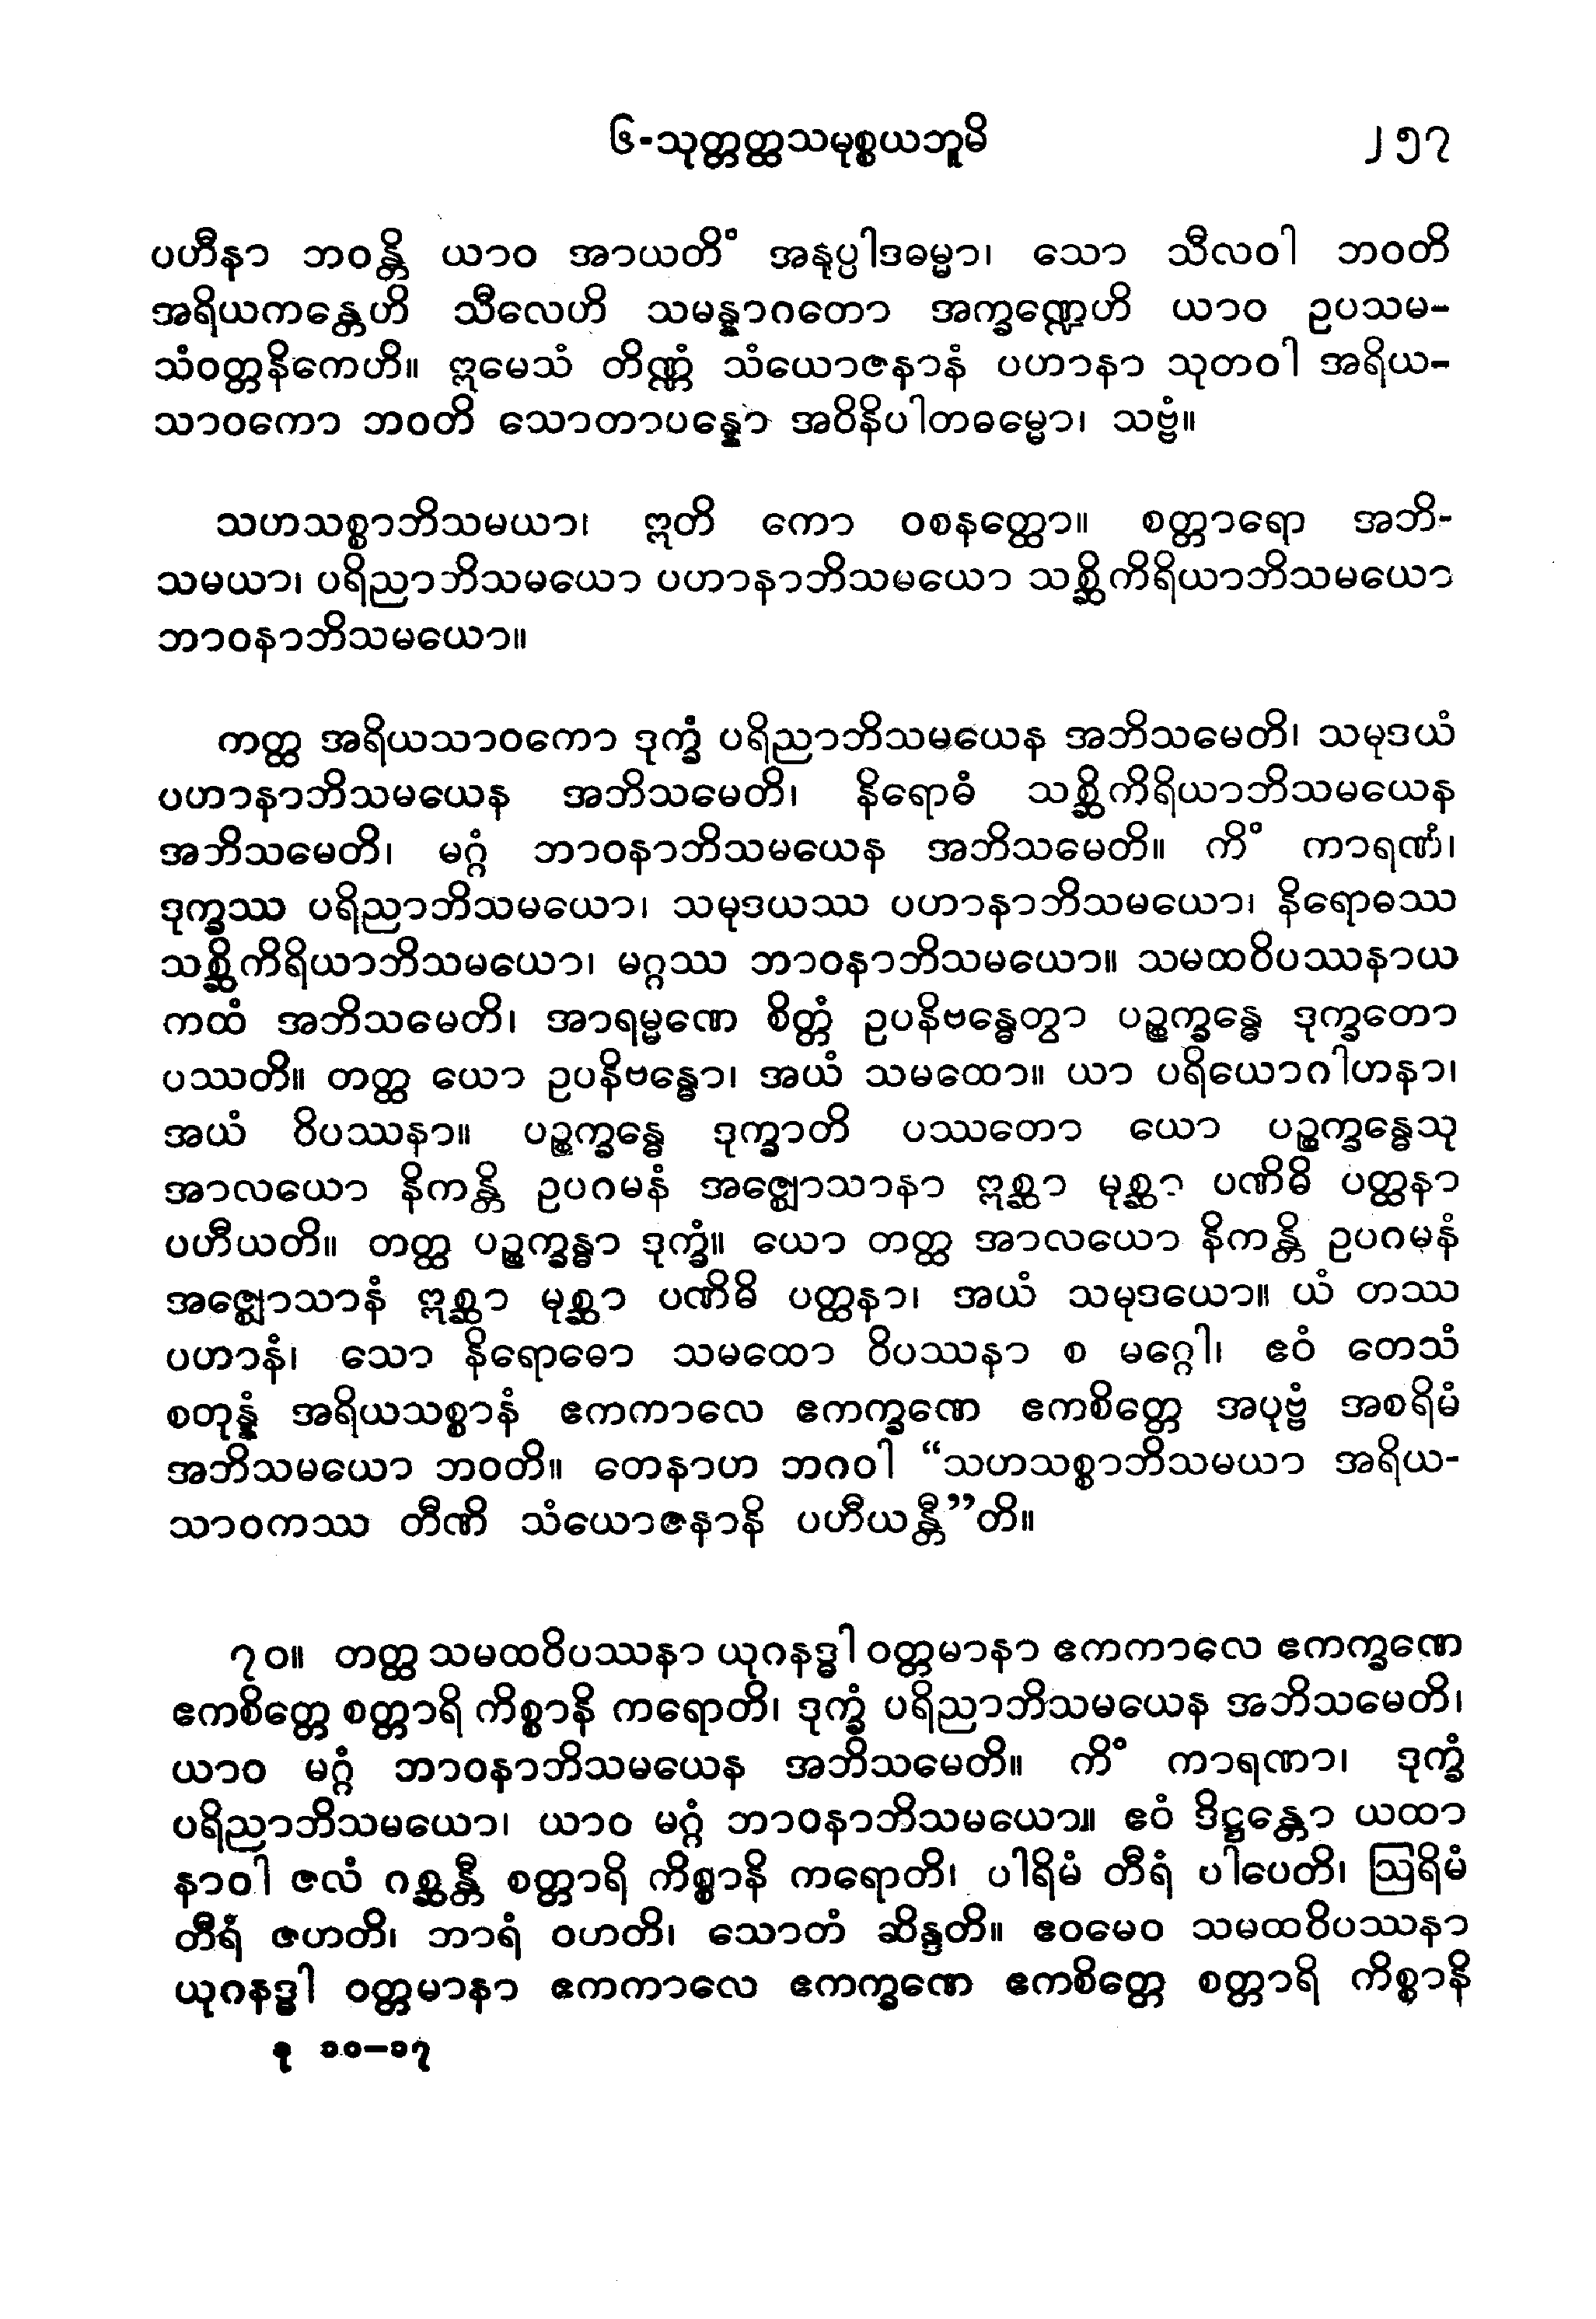 ၆-သုတ္တတ္ထသမုစ္စယဘူမိ ၂၅၇
ပဟီနာ ဘဝန္တိ ယာဝ အာယတိံ အနုပ္ပါဒဓမ္မာ၊ သော သီလဝါ ဘဝတိ
အရိယကန္တေဟိ သီလေဟိ သမန္နာဂတော အက္ခဏ္ဍေဟိ ယာဝ ဥပသမ-
သံဝတ္တနိကေဟိ။ ဣမေသံ တိဏ္ဏံ သံယောဇနာနံ ပဟာနာ သုတဝါ အရိယ-
သာဝကော ဘဝတိ သောတာပန္နော အဝိနိပါတဓမ္မော၊ သဗ္ဗံ။
သဟသစ္စာဘိသမယာ၊ ဣတိ ကော ဝစနတ္ထော။ စတ္တာရော အဘိ-
သမယာ၊ ပရိညာဘိသမယော ပဟာနာဘိသမယော သစ္ဆိကိရိယာဘိသမယော
ဘာဝနာဘိသမယော။
ကတ္ထ အရိယသာဝကော ဒုက္ခံ ပရိညာဘိသမယေန အဘိသမေတိ၊ သမုဒယံ
ပဟာနာဘိသမယေန အဘိသမေတိ၊ နိရောဓံ သစ္ဆိကိရိယာဘိသမယေန
အဘိသမေတိ၊ မဂ္ဂံ ဘာဝနာဘိသမယေန အဘိသမေတိ။ ကိံ ကာရဏံ၊
ဒုက္ခဿ ပရိညာဘိသမယော၊ သမုဒယဿ ပဟာနာဘိသမယော၊ နိရောဓဿ
သစ္ဆိကိရိယာဘိသမယော၊ မဂ္ဂဿ ဘာဝနာဘိသမယော။ သမထဝိပဿနာယ
ကထံ အဘိသမေတိ၊ အာရမ္မဏေ စိတ္တံ ဥပနိဗန္ဓေတွာ ပဉ္စက္ခန္ဓေ ဒုက္ခတော
ပဿတိ။ တတ္ထ ယော ဥပနိဗန္ဓော၊ အယံ သမထော။ ယာ ပရိယောဂါဟနာ၊
အယံ ဝိပဿနာ။ ပဉ္စက္ခန္ဓေ ဒုက္ခာတိ ပဿတော ယော ပဉ္စက္ခန္ဓေသု
အာလယော နိကန္တိ ဥပဂမနံ အဇ္ဈောသာနာ ဣစ္ဆာ မုစ္ဆာ ပဏိဓိ ပတ္ထနာ
ပဟီယတိ။ တတ္ထ ပဉ္စက္ခန္ဓာ ဒုက္ခံ။ ယော တတ္ထ အာလယော နိကန္တိ ဥပဂမနံ
အဇ္ဈောသာနံ ဣစ္ဆာ မုစ္ဆာ ပဏိဓိ ပတ္ထနာ၊ အယံ သမုဒယော။ ယံ တဿ
ပဟာနံ၊ သော နိရောဓော သမထော ဝိပဿနာ စ မဂ္ဂေါ၊ ဧဝံ တေသံ
စတုန္နံ အရိယသစ္စာနံ ဧကကာလေ ဧကက္ခဏေ ဧကစိတ္တေ အပုဗ္ဗံ အစရိမံ
အဘိသမယော ဘဝတိ။ တေနာဟ ဘဂဝါ “သဟသစ္စာဘိသမယာ အရိယ-
သာဝကဿ တီဏိ သံယောဇနာနိ ပဟီယန္တီ”တိ။
၇၀။ တတ္ထ သမထဝိပဿနာ ယုဂနဒ္ဓါ ဝတ္တမာနာ ဧကကာလေ ဧကက္ခဏေ
ဧကစိတ္တေ စတ္တာရိ ကိစ္စာနိ ကရောတိ၊ ဒုက္ခံ ပရိညာဘိသမယေန အဘိသမေတိ၊
ယာဝ မဂ္ဂံ ဘာဝနာဘိသမယေန အဘိသမေတိ။ ကိံ ကာရဏာ၊ ဒုက္ခံ
ပရိညာဘိသမယော၊ ယာဝ မဂ္ဂံ ဘာဝနာဘိသမယော။ ဧဝံ ဒိဋ္ဌန္တော ယထာ
နာဝါ ဇလံ ဂစ္ဆန္တီ စတ္တာရိ ကိစ္စာနိ ကရောတိ၊ ပါရိမံ တီရံ ပါပေတိ၊ ဩရိမံ
တီရံ ဇဟတိ၊ ဘာရံ ဝဟတိ၊ သောတံ ဆိန္ဒတိ။ ဧဝမေဝ သမထဝိပဿနာ
ယုဂနဒ္ဓါ ဝတ္တမာနာ ဧကကာလေ ဧကက္ခဏေ ဧကစိတ္တေ စတ္တာရိ ကိစ္စာနိ
ခု ၁၀-၁၇